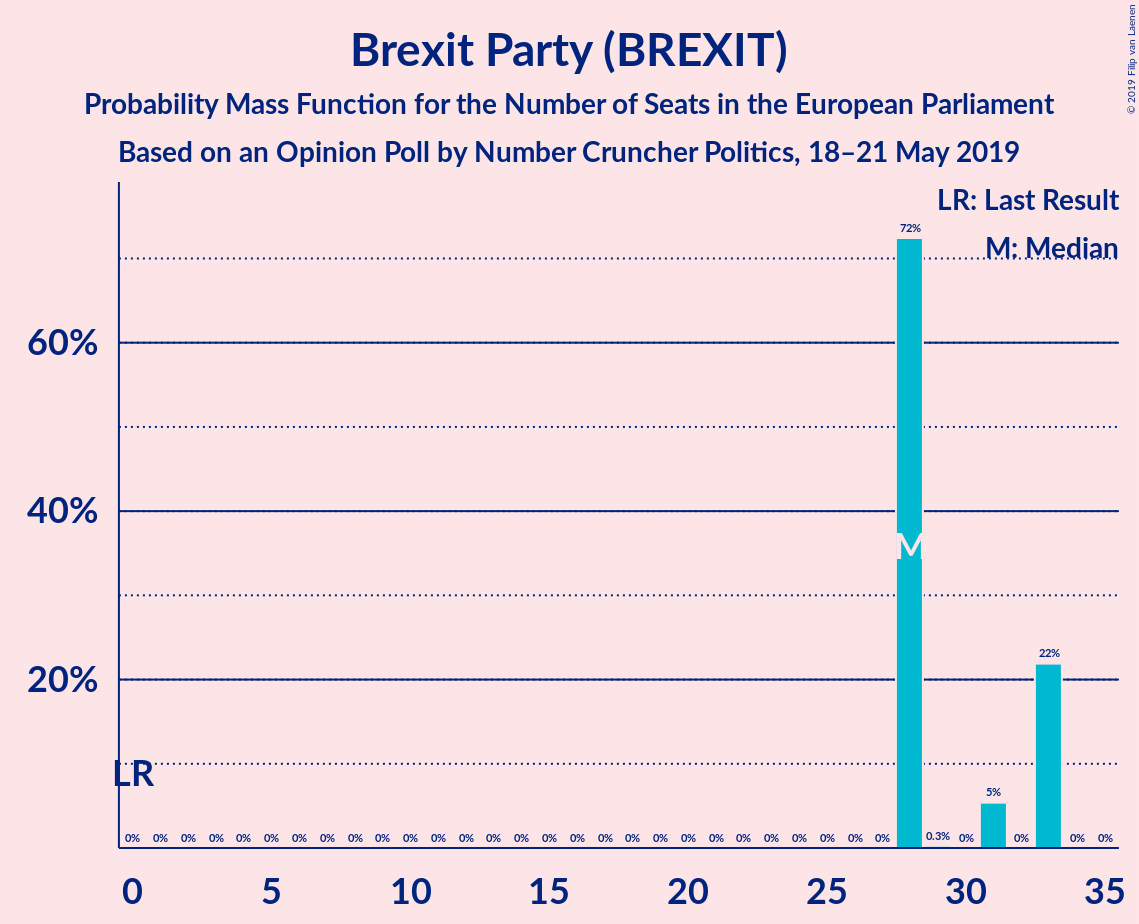 Brexit Party (BREXIT)
Probability Mass Function for the Number of Seats in the European Parliament
Based on an Opinion Poll by Number Cruncher Politics, 18–21 May 2019
© 2019 Filip van Laenen
LR: Last Result
M: Median
72%
60%
40%
M
22%
20%
LR
5%
0% 0% 0% 0% 0% 0% 0% 0% 0% 0% 0% 0% 0% 0% 0% 0% 0% 0% 0% 0% 0% 0% 0% 0% 0% 0% 0% 0% 0.3% 0% 0% 0% 0%
0 5 10 15 20 25 30 35